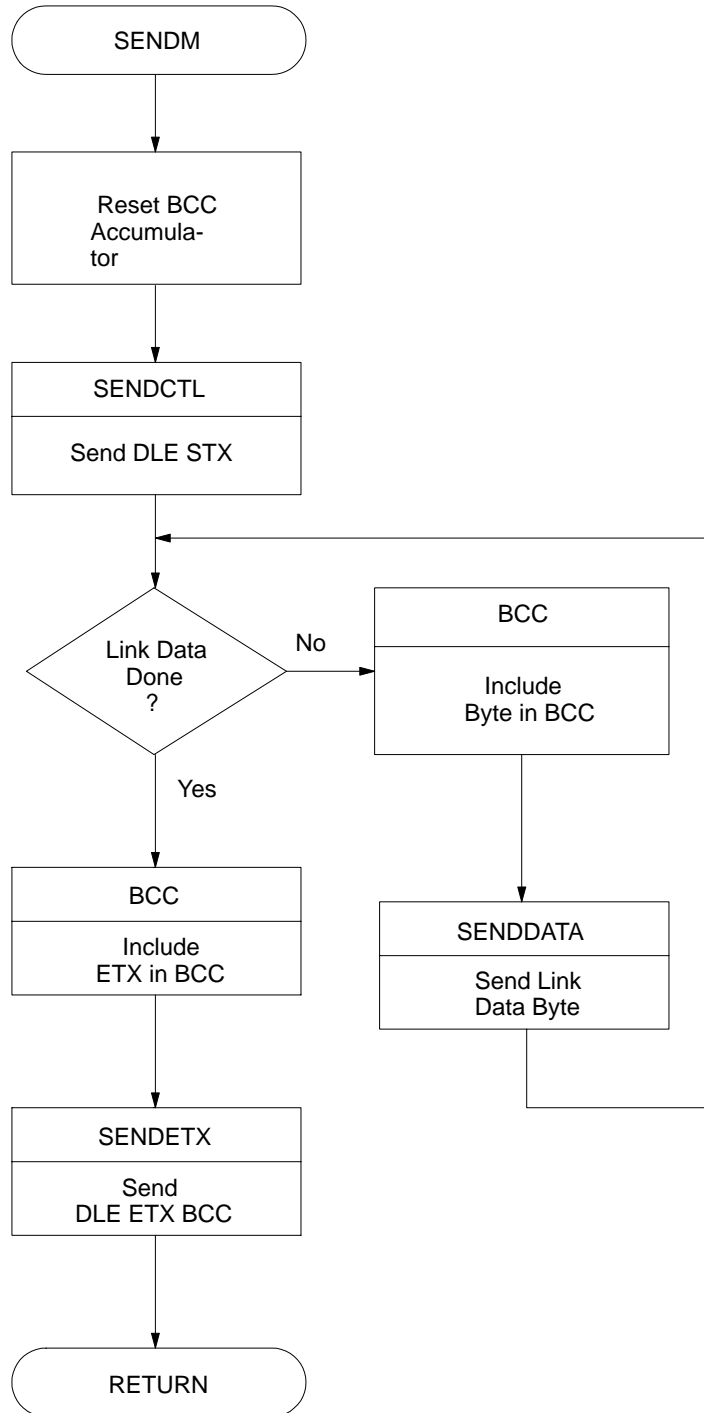 SENDM
Reset BCC
Accumula-
tor
SENDCTL
Send DLE STX
Link Data
Done
?
No
BCC
Include
Byte in BCC
Yes
SENDDATA
Send Link
Data Byte
BCC
Include
ETX in BCC
SENDETX
Send
DLE ETX BCC
RETURN